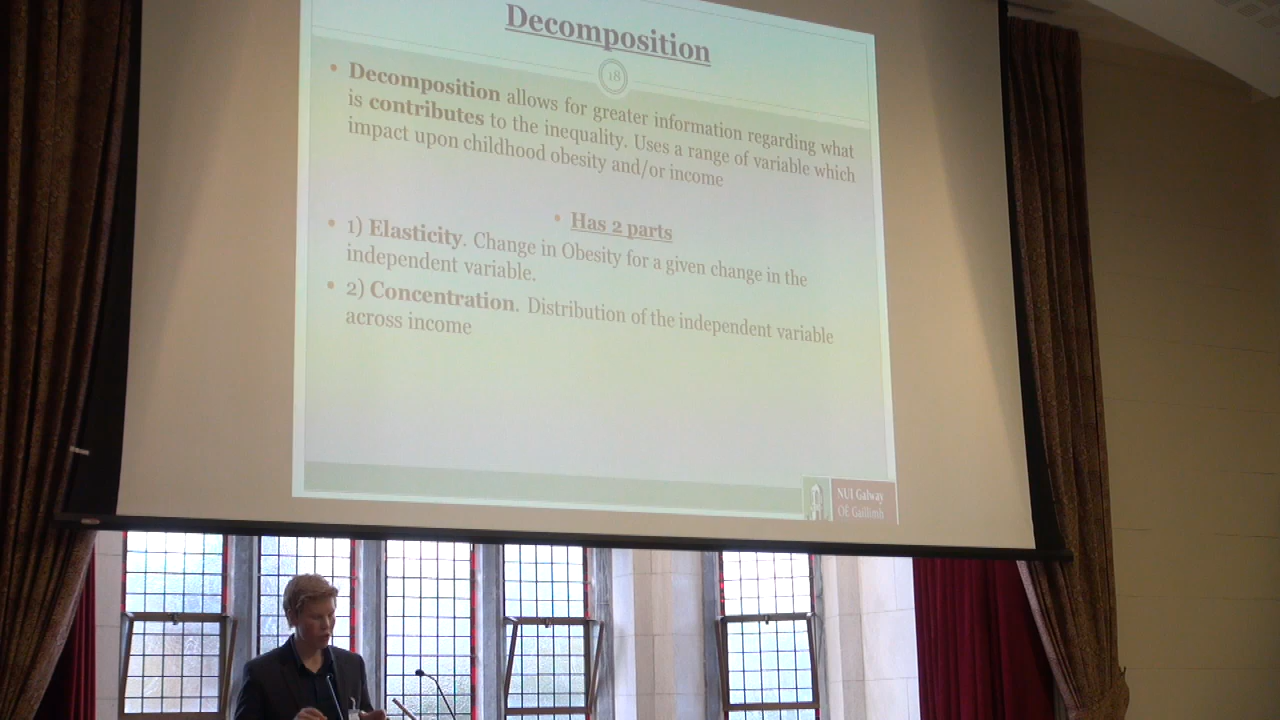 Decomposition
18
• Decomposition allows for greater information regarding what
is contributes to the inequality. Uses a range of variable which
impact upon childhood obesity and/or income
• Has 2 parts
• 1) Elasticity. Change in Obesity for a given change in the
independent variable.
• 2) Concentration. Distribution of the independent variable
across income
NUI Galway
OÉ Gaillimh